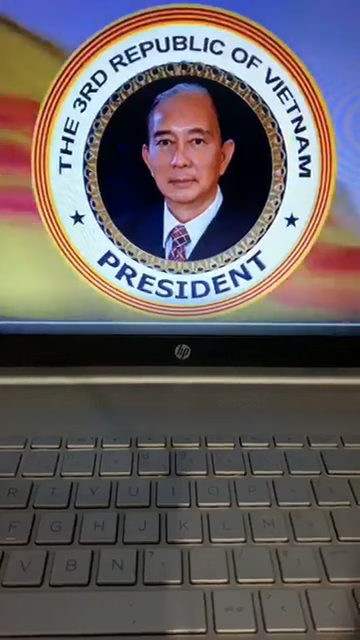 THE 3RD REPUBLIC OF VIETNAM
PRESIDENT
hp
R T Y U I O P
F G H J K L M
V B N